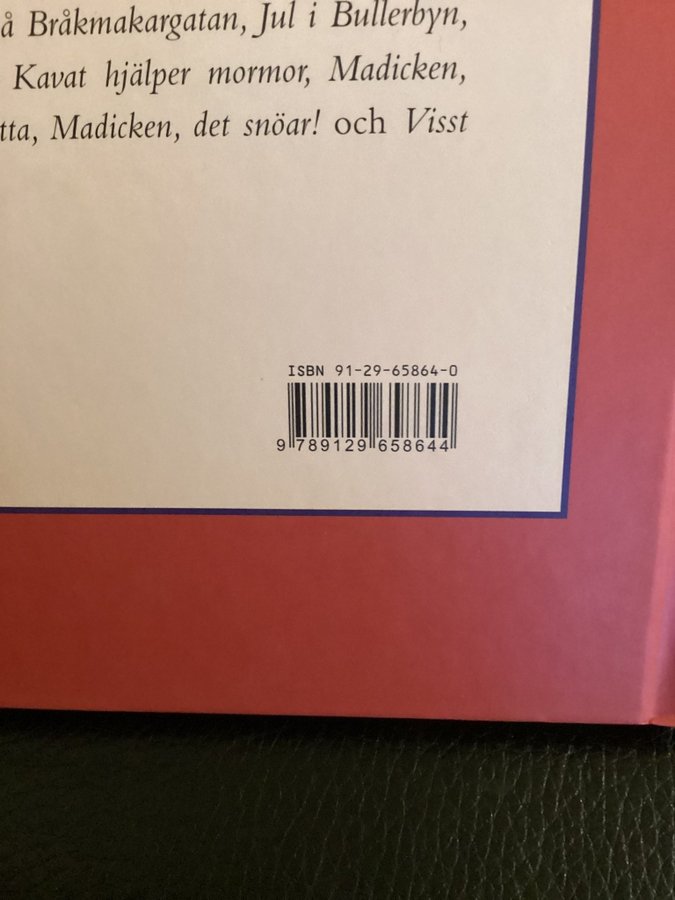 å Bråkmakargatan, Jul i Bullerbyn,
Kavat hjälper mormor, Madicken,
tta, Madicken, det snöar! och Visst
ISBN 91-29-65864-0
9 789129 658644